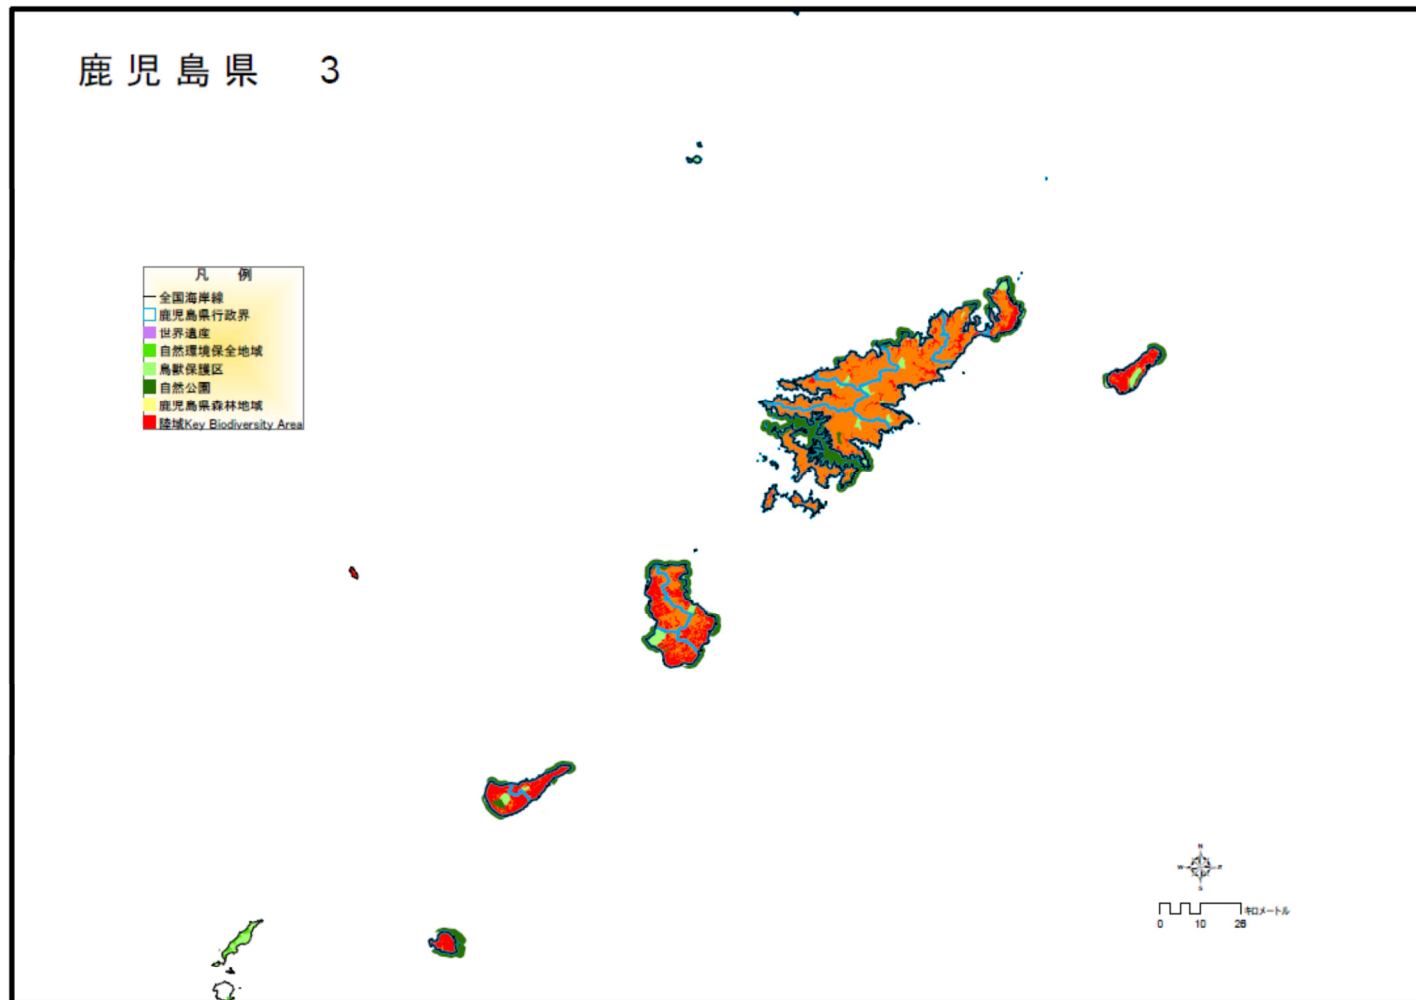 鹿児島県 3
凡 例
全国海岸線
鹿児島県行政界
世界遺産
自然環境保全地域
鳥獣保護区
自然公園
鹿児島県森林地域
陸域Key Biodiversity Area
N
W E
S
キロメートル
0 10 20